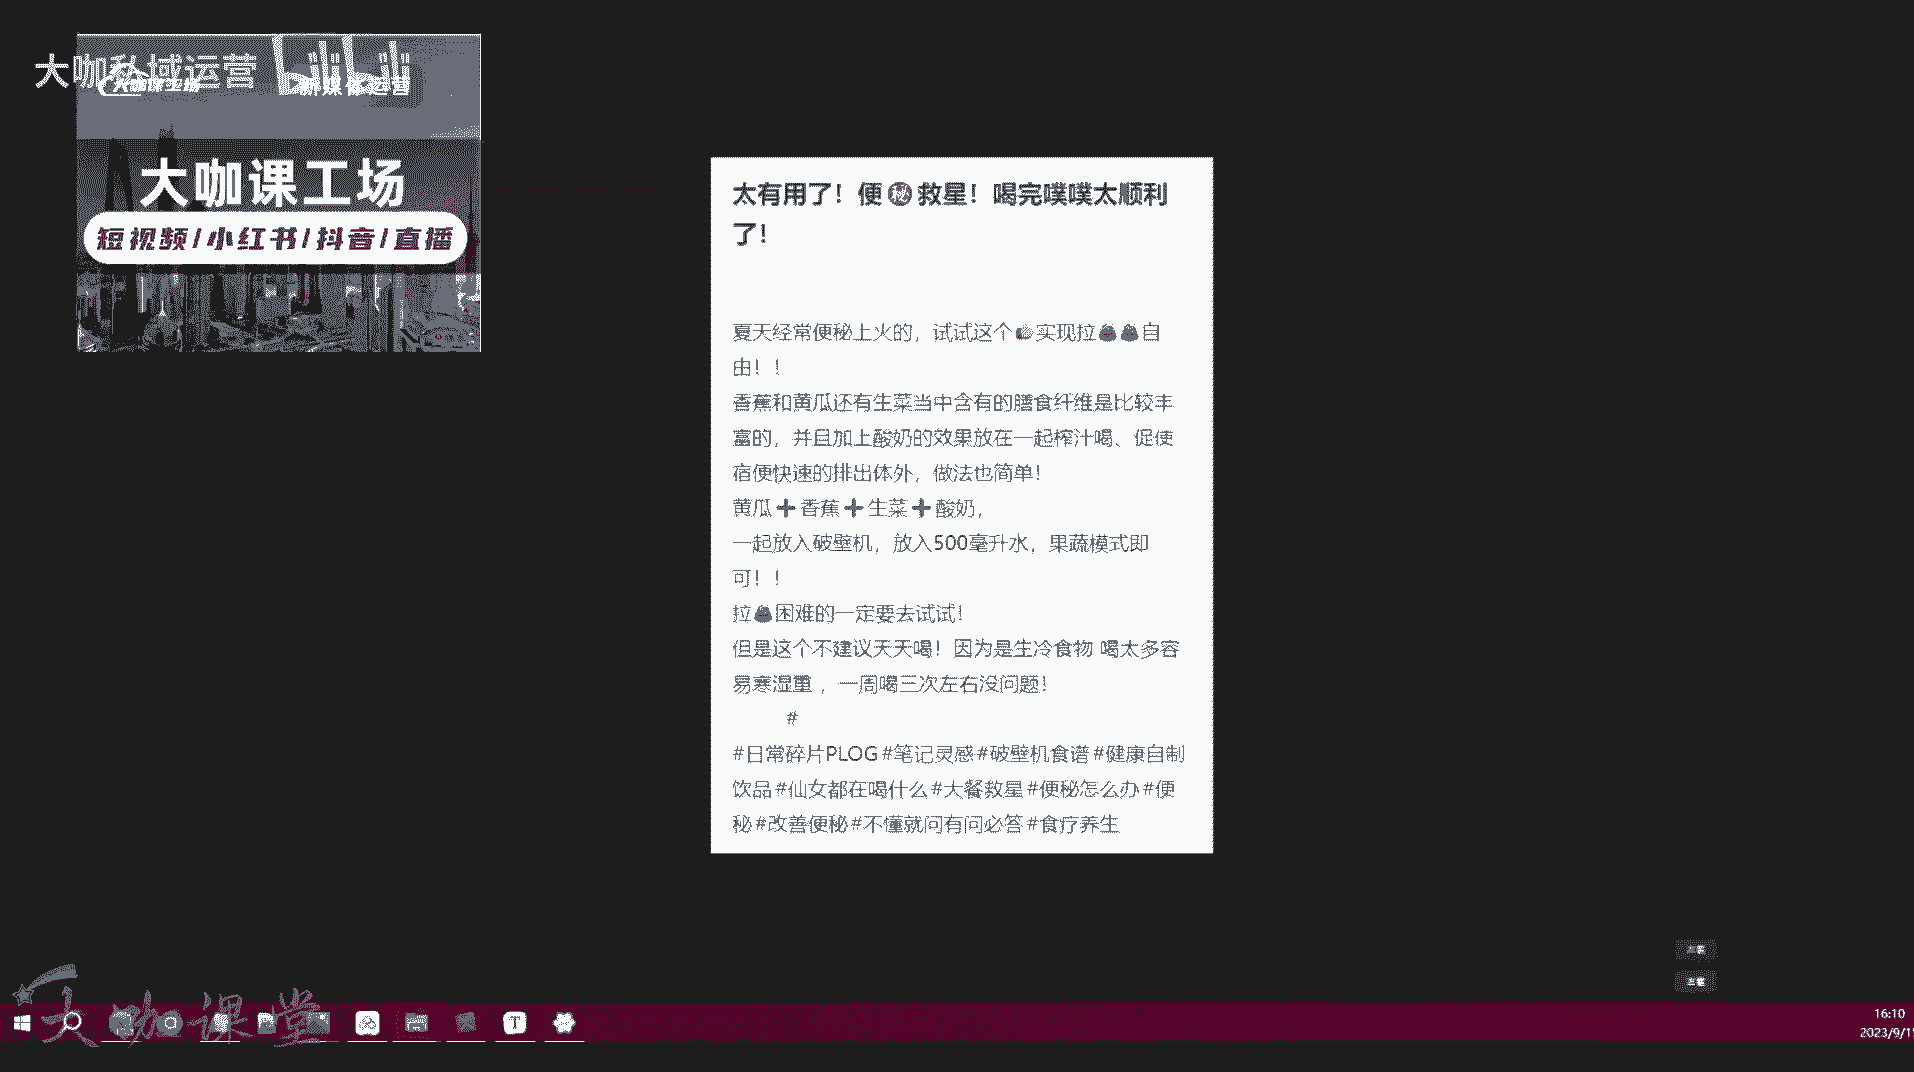 大咖私域运营
新媒体运营
大咖课工场
短视频/小红书/抖音/直播
太有用了！便㊙救星！喝完噗噗太顺利
了！
夏天经常便秘上火的，试试这个👍实现拉💩💩自
由！！
香蕉和黄瓜还有生菜当中含有的膳食纤维是比较丰
富的，并且加上酸奶的效果放在一起榨汁喝、促使
宿便快速的排出体外，做法也简单！
黄瓜➕香蕉➕生菜➕酸奶，
一起放入破壁机，放入500毫升水，果蔬模式即
可！！
拉💩困难的一定要去试试！
但是这个不建议天天喝！因为是生冷食物 喝太多容
易寒湿重 ，一周喝三次左右没问题！
#
#日常碎片PLOG#笔记灵感#破壁机食谱#健康自制
饮品#仙女都在喝什么#大餐救星#便秘怎么办#便
秘#改善便秘#不懂就问有问必答#食疗养生
大咖课堂
16:10